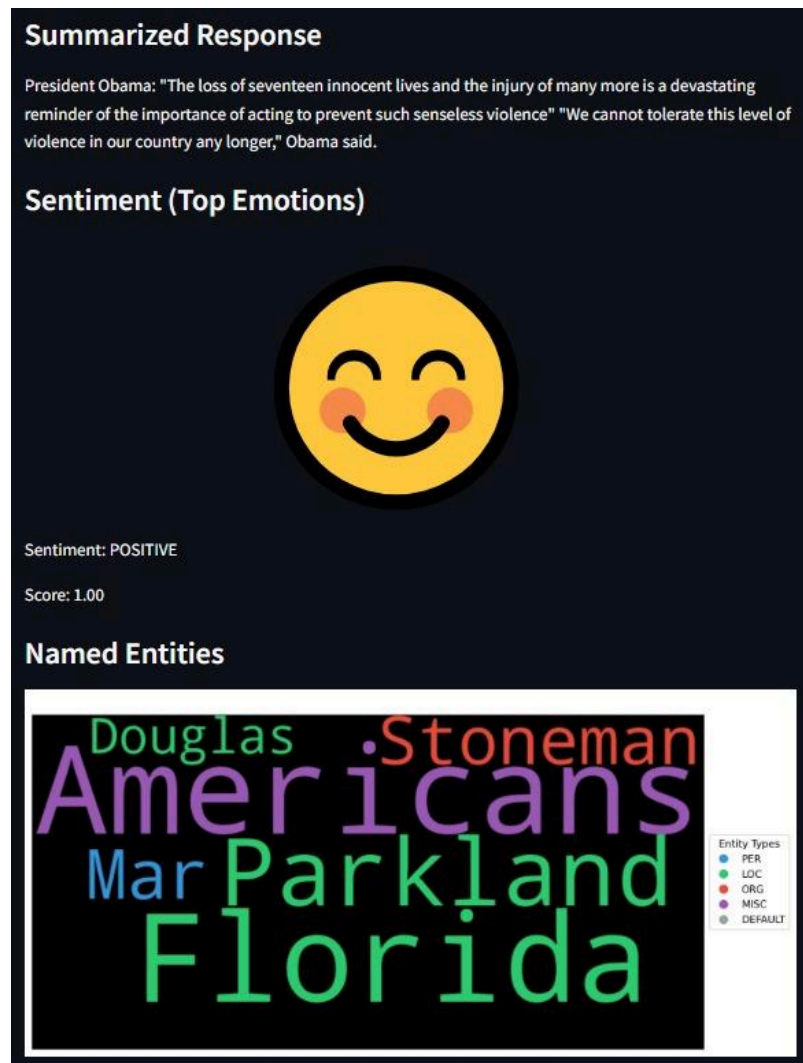 Summarized Response
President Obama: "The loss of seventeen innocent lives and the injury of many more is a devastating
reminder of the importance of acting to prevent such senseless violence" "We cannot tolerate this level of
violence in our country any longer," Obama said.
Sentiment (Top Emotions)
Sentiment: POSITIVE
Score: 1.00
Named Entities
Douglas Stoneman
Americans
Mar Parkland
Florida
Entity Types
PER
LOC
ORG
MISC
DEFAULT